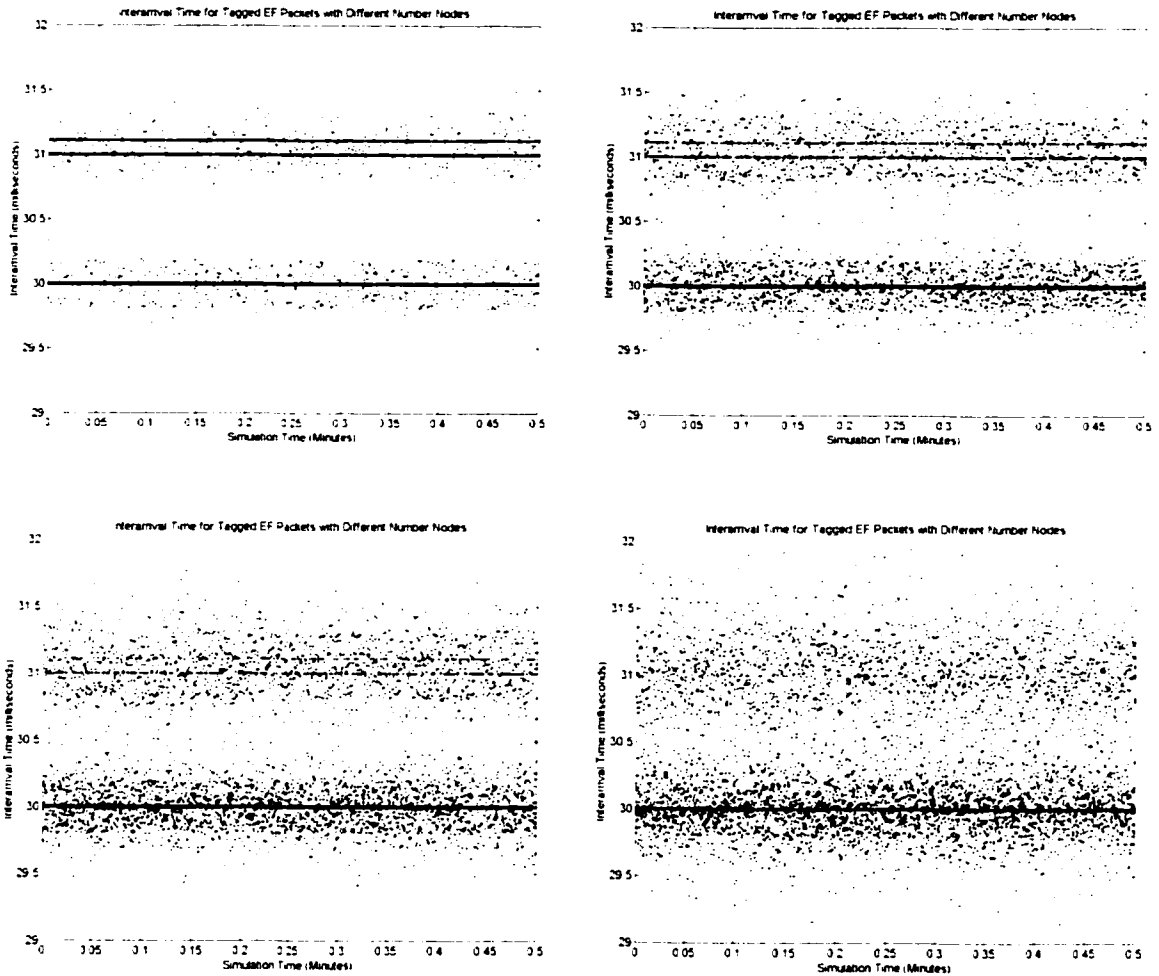 Interarrival Time for Tagged EF Packets with Different Number Nodes
32
31.5
31
30.5
30
29.5
29
Interarrival Time (milliseconds)
0 0.05 0.1 0.15 0.2 0.25 0.3 0.35 0.4 0.45 0.5
Simulation Time (Minutes)
Interarrival Time for Tagged EF Packets with Different Number Nodes
32
31.5
31
30.5
30
29.5
29
Interarrival Time (milliseconds)
0 0.05 0.1 0.15 0.2 0.25 0.3 0.35 0.4 0.45 0.5
Simulation Time (Minutes)
Interarrival Time for Tagged EF Packets with Different Number Nodes
32
31.5
31
30.5
30
29.5
29
Interarrival Time (milliseconds)
0 0.05 0.1 0.15 0.2 0.25 0.3 0.35 0.4 0.45 0.5
Simulation Time (Minutes)
Interarrival Time for Tagged EF Packets with Different Number Nodes
32
31.5
31
30.5
30
29.5
29
Interarrival Time (milliseconds)
0 0.05 0.1 0.15 0.2 0.25 0.3 0.35 0.4 0.45 0.5
Simulation Time (Minutes)